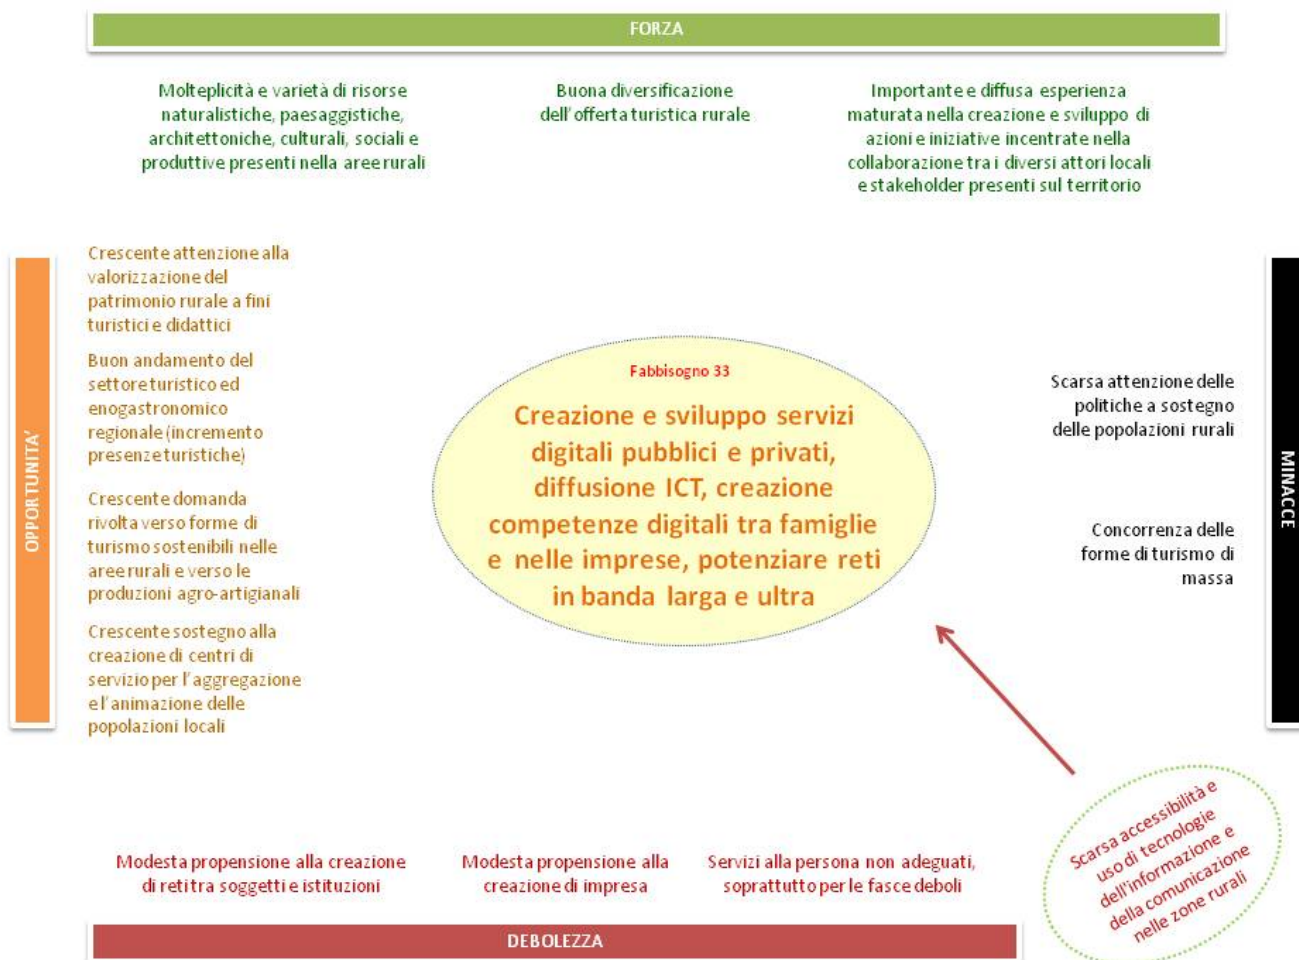 FORZA
Molteplicità e varietà di risorse
naturalistiche, paesaggistiche,
architettoniche, culturali, sociali e
produttive presenti nella aree rurali
Buona diversificazione
dell'offerta turistica rurale
Importante e diffusa esperienza
maturata nella creazione e sviluppo di
azioni e iniziative incentrate nella
collaborazione tra i diversi attori locali
e stakeholder presenti sul territorio
OPPORTUNITA'
Crescente attenzione alla
valorizzazione del
patrimonio rurale a fini
turistici e didattici
Buon andamento del
settore turistico ed
enogastronomico
regionale (incremento
presenze turistiche)
Crescente domanda
rivolta verso forme di
turismo sostenibili nelle
aree rurali e verso le
produzioni agro-artigianali
Crescente sostegno alla
creazione di centri di
servizio per l'aggregazione
e l'animazione delle
popolazioni locali
Fabbisogno 33
Creazione e sviluppo servizi
digitali pubblici e privati,
diffusione ICT, creazione
competenze digitali tra famiglie
e nelle imprese, potenziare reti
in banda larga e ultra
Scarsa attenzione delle
politiche a sostegno
delle popolazioni rurali
Concorrenza delle
forme di turismo di
massa
MINACCE
Modesta propensione alla creazione
di reti tra soggetti e istituzioni
Modesta propensione alla
creazione di impresa
Servizi alla persona non adeguati,
soprattutto per le fasce deboli
Scarsa accessibilità e
uso di tecnologie
dell'informazione e
della comunicazione
nelle zone rurali
DEBOLEZZA